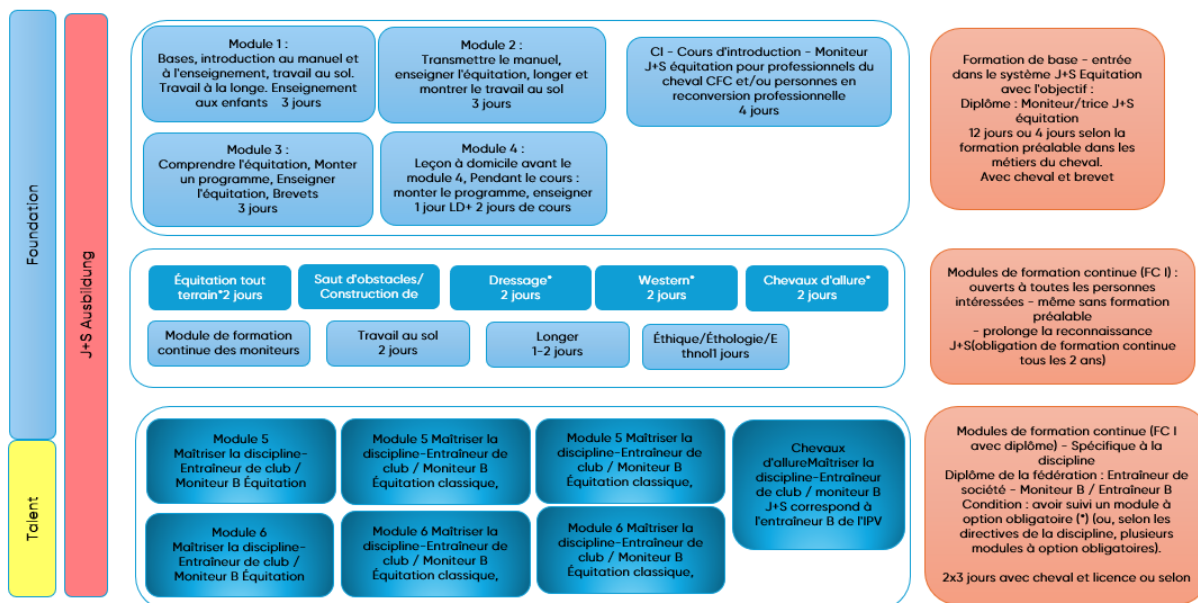 Foundation
Talent
J+S Ausbildung
Module 1 :
Bases, introduction au manuel et
à l'enseignement, travail au sol.
Travail à la longe. Enseignement
aux enfants 3 jours
Module 2 :
Transmettre le manuel,
enseigner l'équitation, longer et
montrer le travail au sol
3 jours
CI - Cours d'introduction - Moniteur
J+S équitation pour professionnels du
cheval CFC et/ou personnes en
reconversion professionnelle
4 jours
Module 3 :
Comprendre l'équitation, Monter
un programme, Enseigner
l'équitation, Brevets
3 jours
Module 4 :
Leçon à domicile avant le
module 4, Pendant le cours :
monter le programme, enseigner
1 jour LD+ 2 jours de cours
Formation de base - entrée
dans le système J+S Equitation
avec l'objectif :
Diplôme : Moniteur/trice J+S
équitation
12 jours ou 4 jours selon la
formation préalable dans les
métiers du cheval.
Avec cheval et brevet
Équitation tout
terrain*2 jours
Saut d'obstacles/
Construction de
Dressage*
2 jours
Western*
2 jours
Chevaux d'allure*
2 jours
Module de formation
continue des moniteurs
Travail au sol
2 jours
Longer
1-2 jours
Éthique/Éthologie/E
thnol1 jours
Modules de formation continue (FC I) :
ouverts à toutes les personnes
intéressées - même sans formation
préalable
- prolonge la reconnaissance
J+S(obligation de formation continue
tous les 2 ans)
Module 5
Maîtriser la discipline-
Entraîneur de club /
Moniteur B Équitation
Module 5 Maîtriser la
discipline-Entraîneur de
club / Moniteur B
Équitation classique,
Module 5 Maîtriser la
discipline-Entraîneur de
club / Moniteur B
Équitation classique,
Chevaux
d'allureMaîtriser la
discipline-Entraîneur
de club / moniteur B
J+S correspond à
l'entraîneur B de l'IPV
Module 6
Maîtriser la discipline-
Entraîneur de club /
Moniteur B Équitation
Module 6 Maîtriser la
discipline-Entraîneur de
club / Moniteur B
Équitation classique,
Module 6 Maîtriser la
discipline-Entraîneur de
club / Moniteur B
Équitation classique,
Modules de formation continue (FC I
avec diplôme) - Spécifique à la
discipline
Diplôme de la fédération : Entraîneur de
société - Moniteur B / Entraîneur B
Condition : avoir suivi un module à
option obligatoire (*) (ou, selon les
directives de la discipline, plusieurs
modules à option obligatoires).
2x3 jours avec cheval et licence ou selon